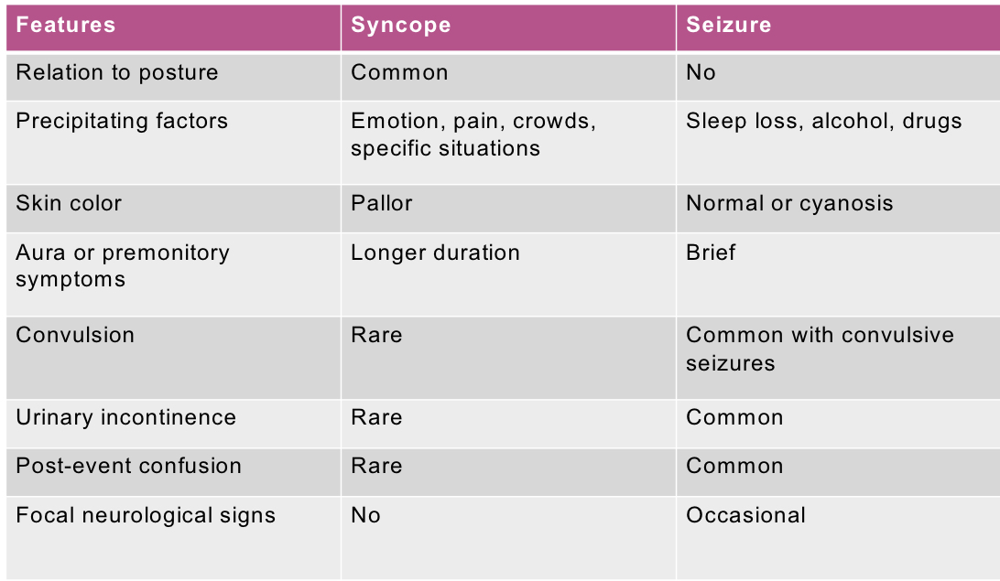 Features Syncope Seizure
Relation to posture Common No
Precipitating factors Emotion, pain, crowds, Sleep loss, alcohol, drugs
specific situations
Skin color Pallor Normal or cyanosis
Aura or premonitory Longer duration Brief
symptoms
Convulsion Rare Common with convulsive
seizures
Urinary incontinence Rare Common
Post-event confusion Rare Common
Focal neurological signs No Occasional